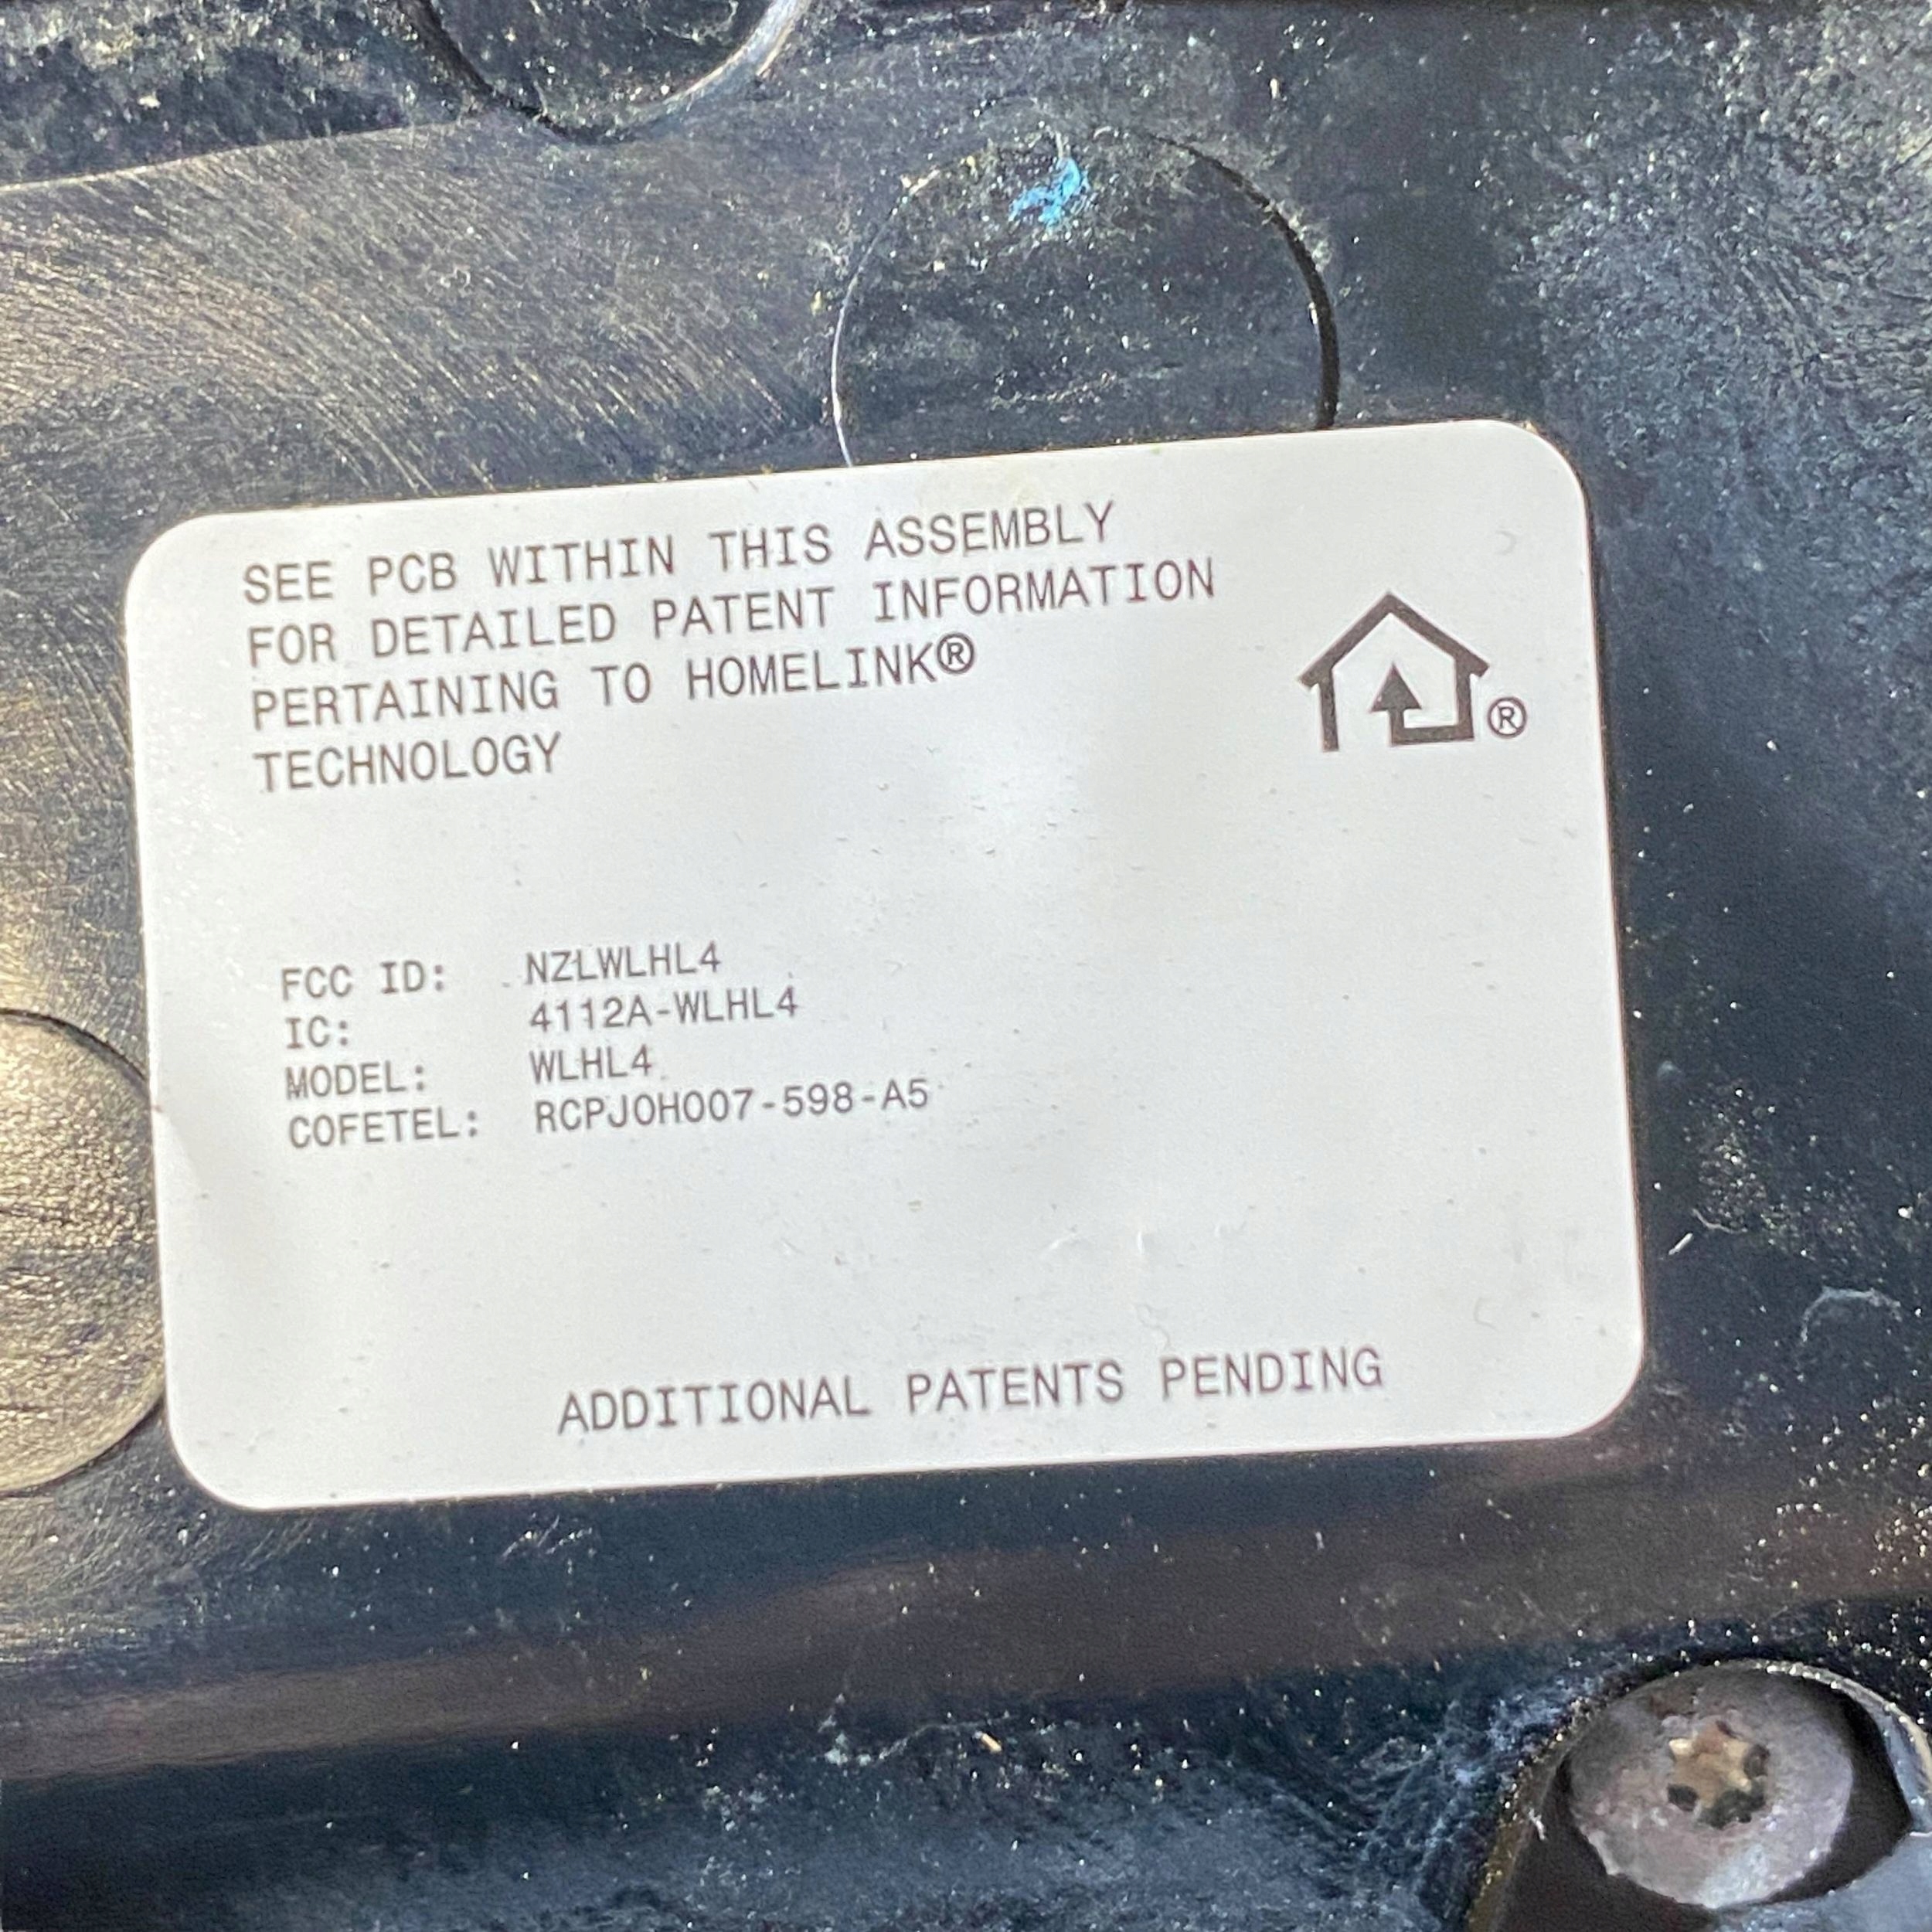 SEE PCB WITHIN THIS ASSEMBLY
FOR DETAILED PATENT INFORMATION
PERTAINING TO HOMELINK®
TECHNOLOGY
®
FCC ID: NZLWLHL4
IC: 4112A-WLHL4
MODEL: WLHL4
COFETEL: RCPJOHO07-598-A5
ADDITIONAL PATENTS PENDING